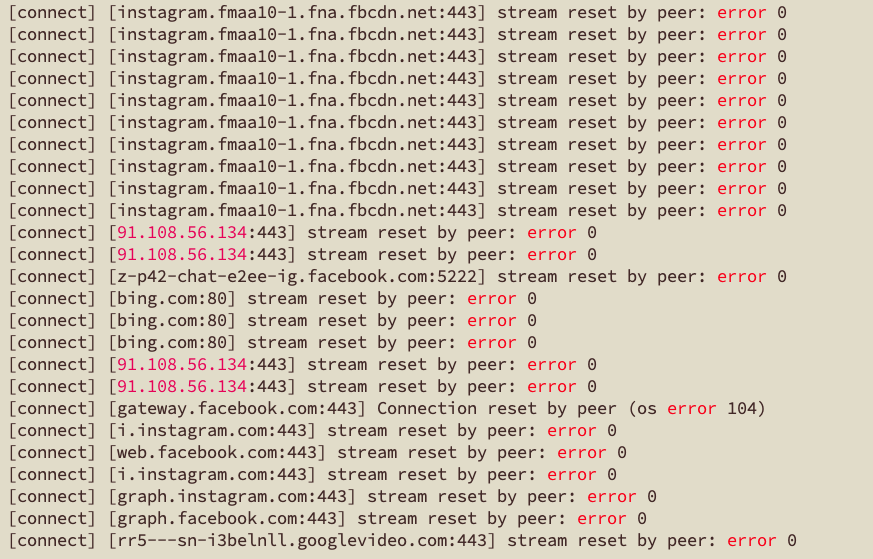 [connect] [instagram.fmaa10-1.fna.fbcdn.net:443] stream reset by peer: error 0
[connect] [instagram.fmaa10-1.fna.fbcdn.net:443] stream reset by peer: error 0
[connect] [instagram.fmaa10-1.fna.fbcdn.net:443] stream reset by peer: error 0
[connect] [instagram.fmaa10-1.fna.fbcdn.net:443] stream reset by peer: error 0
[connect] [instagram.fmaa10-1.fna.fbcdn.net:443] stream reset by peer: error 0
[connect] [instagram.fmaa10-1.fna.fbcdn.net:443] stream reset by peer: error 0
[connect] [instagram.fmaa10-1.fna.fbcdn.net:443] stream reset by peer: error 0
[connect] [instagram.fmaa10-1.fna.fbcdn.net:443] stream reset by peer: error 0
[connect] [instagram.fmaa10-1.fna.fbcdn.net:443] stream reset by peer: error 0
[connect] [instagram.fmaa10-1.fna.fbcdn.net:443] stream reset by peer: error 0
[connect] [91.108.56.134:443] stream reset by peer: error 0
[connect] [91.108.56.134:443] stream reset by peer: error 0
[connect] [z-p42-chat-e2ee-ig.facebook.com:5222] stream reset by peer: error 0
[connect] [bing.com:80] stream reset by peer: error 0
[connect] [bing.com:80] stream reset by peer: error 0
[connect] [bing.com:80] stream reset by peer: error 0
[connect] [91.108.56.134:443] stream reset by peer: error 0
[connect] [91.108.56.134:443] stream reset by peer: error 0
[connect] [gateway.facebook.com:443] Connection reset by peer (os error 104)
[connect] [i.instagram.com:443] stream reset by peer: error 0
[connect] [web.facebook.com:443] stream reset by peer: error 0
[connect] [i.instagram.com:443] stream reset by peer: error 0
[connect] [graph.instagram.com:443] stream reset by peer: error 0
[connect] [graph.facebook.com:443] stream reset by peer: error 0
[connect] [rr5---sn-i3belnll.googlevideo.com:443] stream reset by peer: error 0